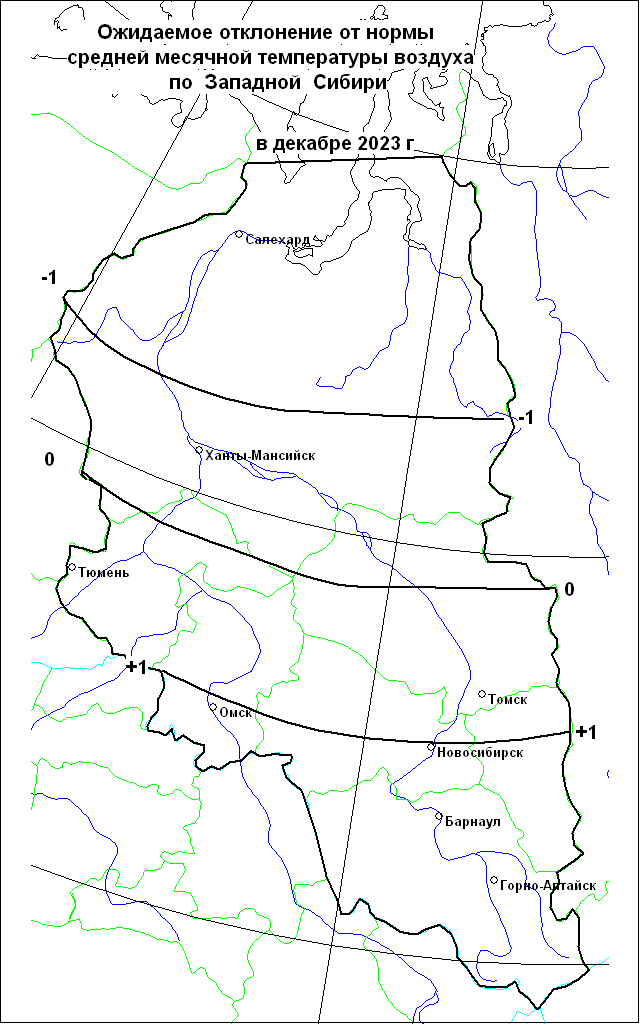 Ожидаемое отклонение от нормы
средней месячной температуры воздуха
по Западной Сибири
в декабре 2023 г
Салехард
-1
-1
Ханты-Мансийск
0
Тюмень
0
+1
Томск
Омск
+1
Новосибирск
Барнаул
Горно-Алтайск